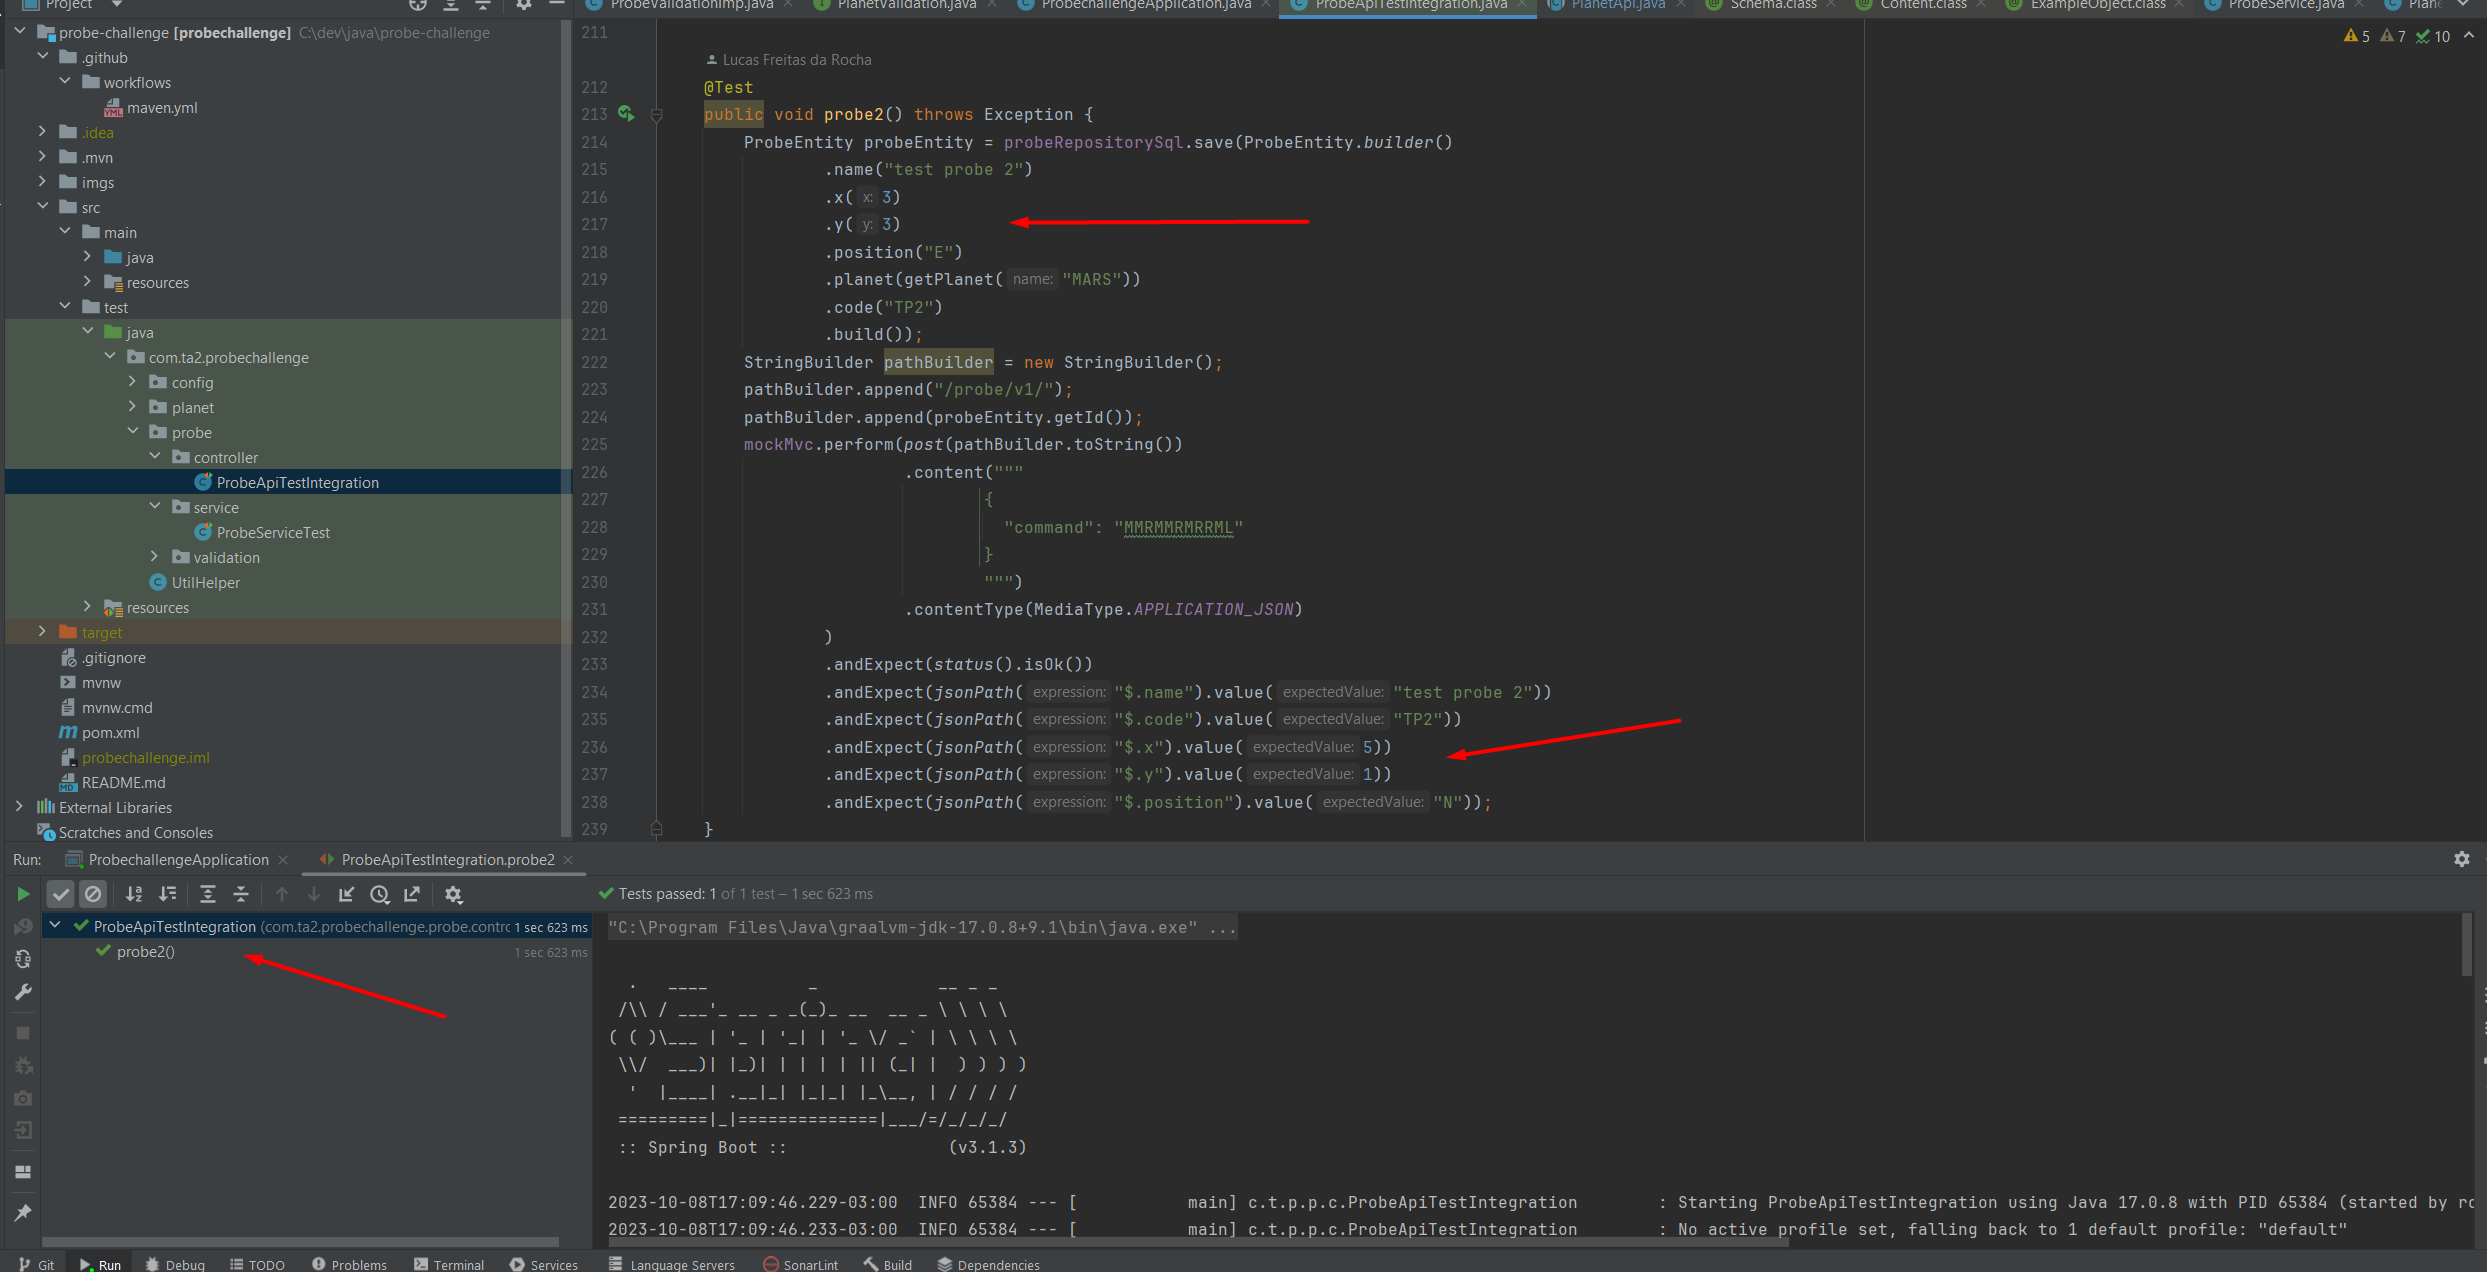 Project
ProbeValidationImp.java
PlanetValidation.java
ProbechallengeApplication.java
ProbeApiTestIntegration.java
PlanetApi.java
Schema.class
Content.class
ExampleObject.class
ProbeService.java
probe-challenge [probechallenge] C:\dev\java\probe-challenge
.github
workflows
maven.yml
.idea
.mvn
imgs
src
main
java
resources
test
java
com.ta2.probechallenge
config
planet
probe
controller
ProbeApiTestIntegration
service
ProbeServiceTest
validation
UtilHelper
resources
target
.gitignore
mvnw
mvnw.cmd
pom.xml
probechallenge.iml
README.md
External Libraries
Scratches and Consoles
5 7 10
211
Lucas Freitas da Rocha
212 @Test
213 public void probe2() throws Exception {
214 ProbeEntity probeEntity = probeRepositorySql.save(ProbeEntity.builder()
215 .name("test probe 2")
216 .x( x: 3)
217 .y( y: 3)
218 .position("E")
219 .planet(getPlanet( name: "MARS"))
220 .code("TP2")
221 .build());
222 StringBuilder pathBuilder = new StringBuilder();
223 pathBuilder.append("/probe/v1/");
224 pathBuilder.append(probeEntity.getId());
225 mockMvc.perform(post(pathBuilder.toString())
226 .content("""
227 {
228 "command": "MMRMMRMRRML"
229 }
230 """)
231 .contentType(MediaType.APPLICATION_JSON)
232 )
233 .andExpect(status().isOk())
234 .andExpect(jsonPath( expression: "$.name").value( expectedValue: "test probe 2"))
235 .andExpect(jsonPath( expression: "$.code").value( expectedValue: "TP2"))
236 .andExpect(jsonPath( expression: "$.x").value( expectedValue: 5))
237 .andExpect(jsonPath( expression: "$.y").value( expectedValue: 1))
238 .andExpect(jsonPath( expression: "$.position").value( expectedValue: "N"));
239 }
Run: ProbechallengeApplication ProbeApiTestIntegration.probe2
Tests passed: 1 of 1 test – 1 sec 623 ms
ProbeApiTestIntegration (com.ta2.probechallenge.probe.contrc 1 sec 623 ms
probe2() 1 sec 623 ms
"C:\Program Files\Java\graalvm-jdk-17.0.8+9.1\bin\java.exe" ...
  .   ____          _            __ _ _
 /\\ / ___'_ __ _ _(_)_ __  __ _ \ \ \ \
( ( )\___ | '_ | '_| | '_ \/ _` | \ \ \ \
 \\/  ___)| |_)| | | | | || (_| |  ) ) ) )
  '  |____| .__|_| |_|_| |_\__, | / / / /
 =========|_|==============|___/=/_/_/_/
:: Spring Boot :: (v3.1.3)
2023-10-08T17:09:46.229-03:00 INFO 65384 --- [ main] c.t.p.p.c.ProbeApiTestIntegration : Starting ProbeApiTestIntegration using Java 17.0.8 with PID 65384 (started by
2023-10-08T17:09:46.233-03:00 INFO 65384 --- [ main] c.t.p.p.c.ProbeApiTestIntegration : No active profile set, falling back to 1 default profile: "default"
Git Run Debug TODO Problems Terminal Services Language Servers SonarLint Build Dependencies